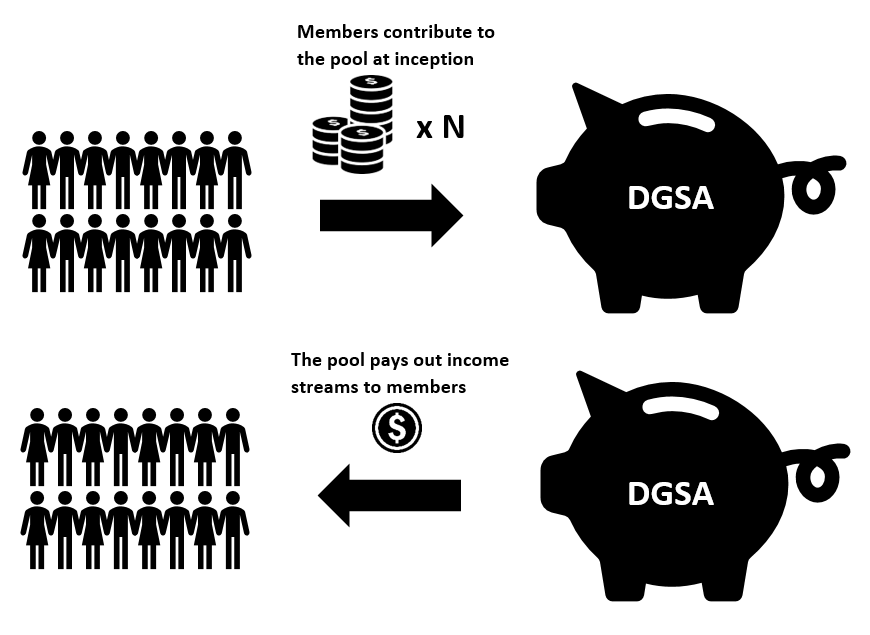 Members contribute to
the pool at inception
$
$
$
x N
DGSA
The pool pays out income
streams to members
$
DGSA